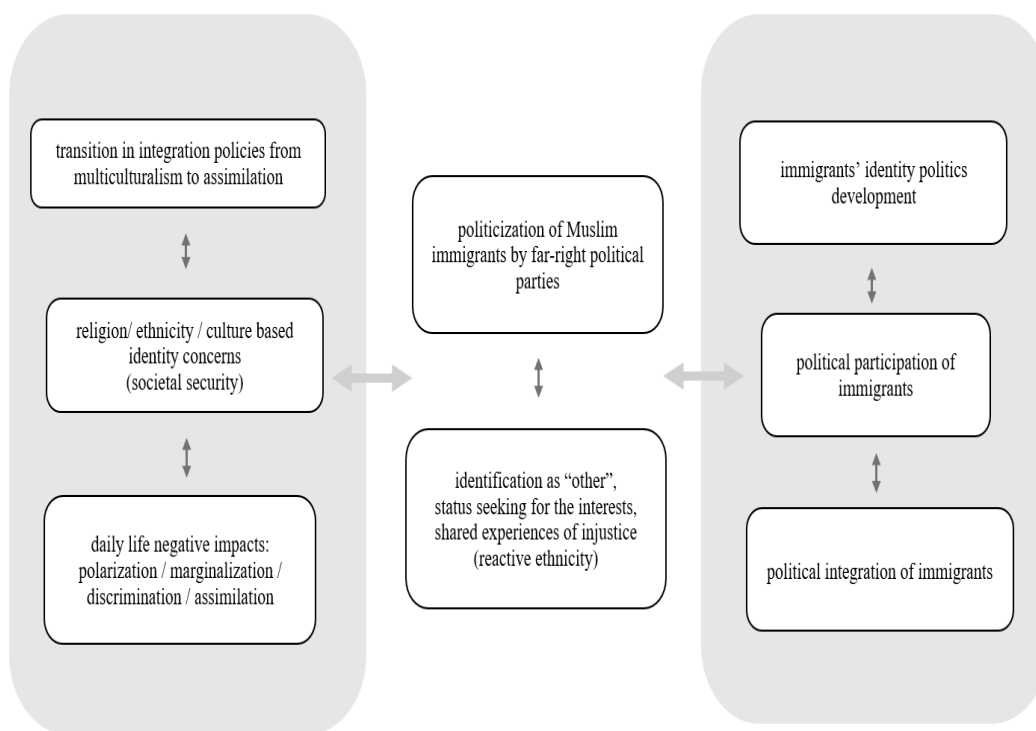 transition in integration policies from
multiculturalism to assimilation
religion/ ethnicity / culture based
identity concerns
(societal security)
daily life negative impacts:
polarization / marginalization /
discrimination / assimilation
politicization of Muslim
immigrants by far-right political
parties
identification as “other”,
status seeking for the interests,
shared experiences of injustice
(reactive ethnicity)
immigrants’ identity politics
development
political participation of
immigrants
political integration of immigrants